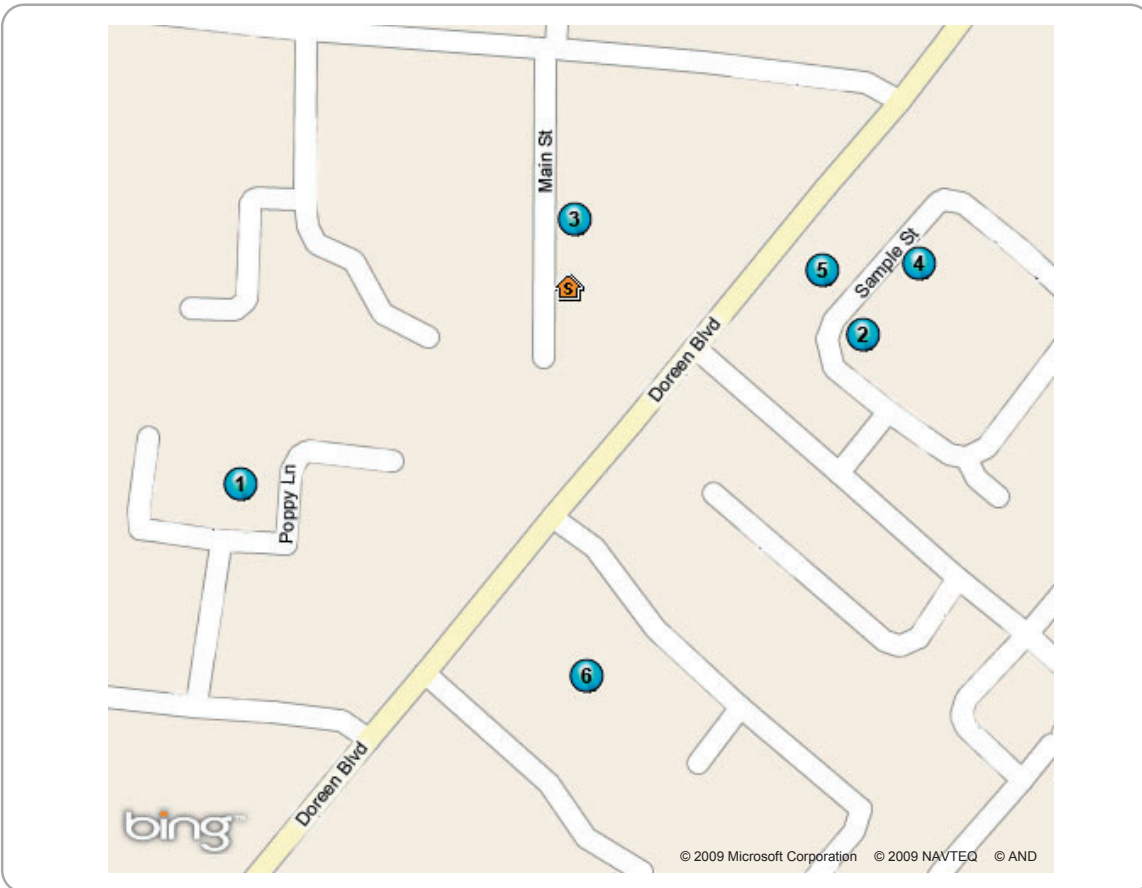 Main St
3
S
5
Sample St
4
2
Doreen Blvd
1
Poppy Ln
6
Doreen Blvd
bing™
© 2009 Microsoft Corporation © 2009 NAVTEQ © AND